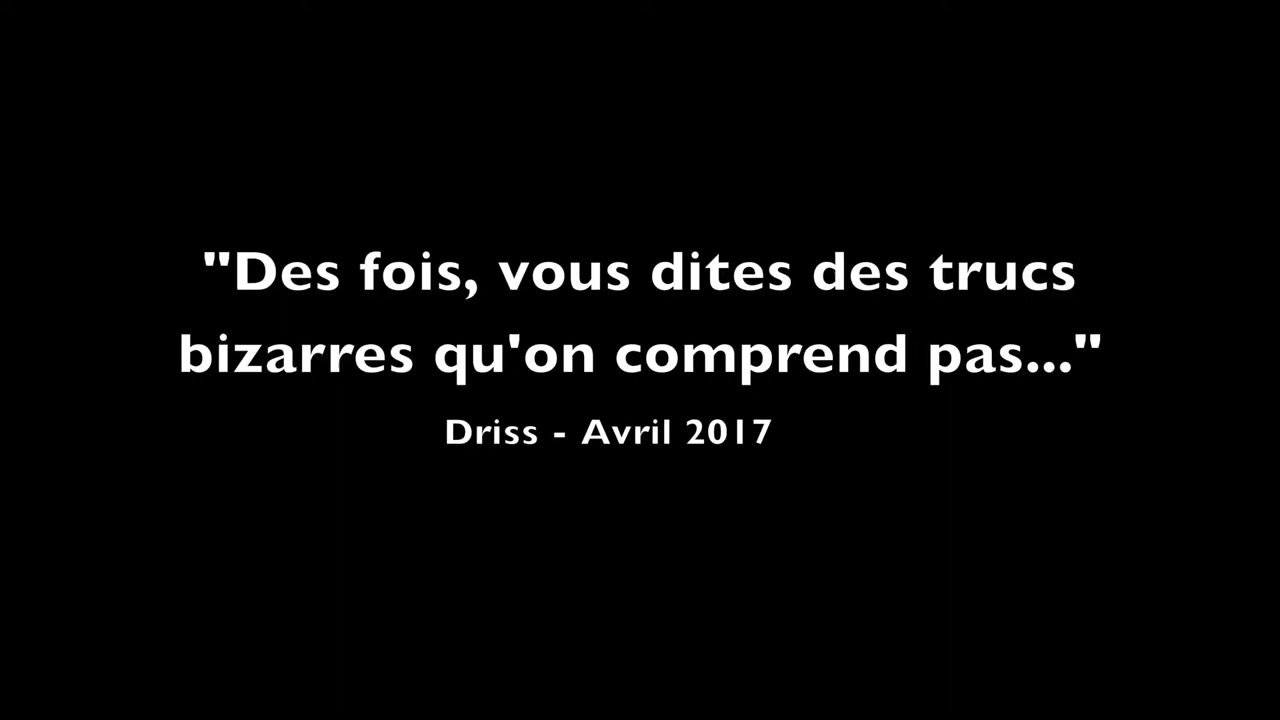 "Des fois, vous dites des trucs
bizarres qu'on comprend pas..."
Driss - Avril 2017